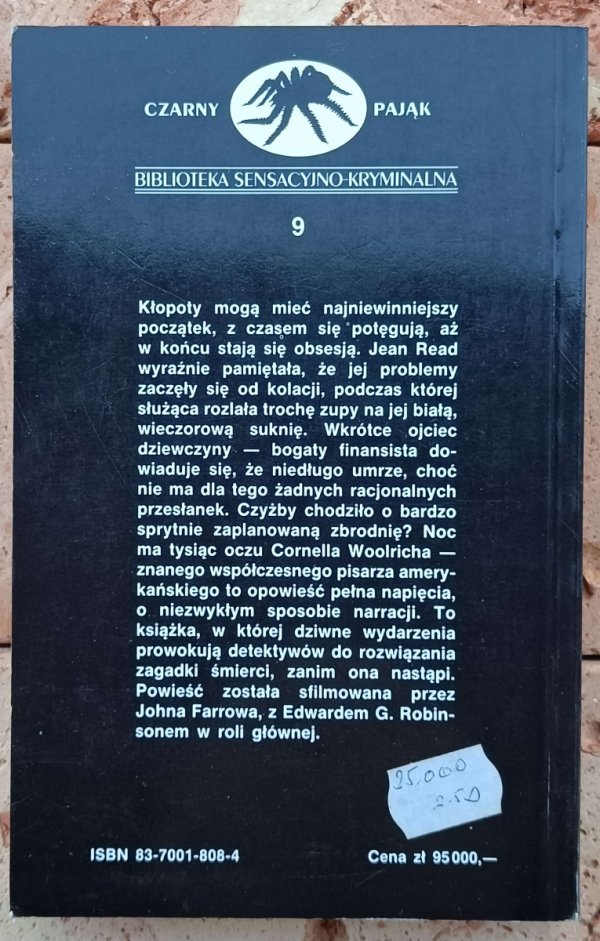 CZARNY PAJĄK
BIBLIOTEKA SENSACYJNO-KRYMINALNA
9
Kłopoty mogą mieć najniewinniejszy
początek, z czasem się potęgują, aż
w końcu stają się obsesją. Jean Read
wyraźnie pamiętała, że jej problemy
zaczęły się od kolacji, podczas której
służąca rozlała trochę zupy na jej białą,
wieczorową suknię. Wkrótce ojciec
dziewczyny — bogaty finansista do-
wiaduje się, że niedługo umrze, choć
nie ma dla tego żadnych racjonalnych
przesłanek. Czyżby chodziło o bardzo
sprytnie zaplanowaną zbrodnię? Noc
ma tysiąc oczu Cornella Woolricha —
znanego współczesnego pisarza amery-
kańskiego to opowieść pełna napięcia,
o niezwykłym sposobie narracji. To
książka, w której dziwne wydarzenia
prowokują detektywów do rozwiązania
zagadki śmierci, zanim ona nastąpi.
Powieść została sfilmowana przez
Johna Farrowa, z Edwardem G. Robin-
sonem w roli głównej.
25.000
2.50
ISBN 83-7001-808-4
Cena zł 95 000,—